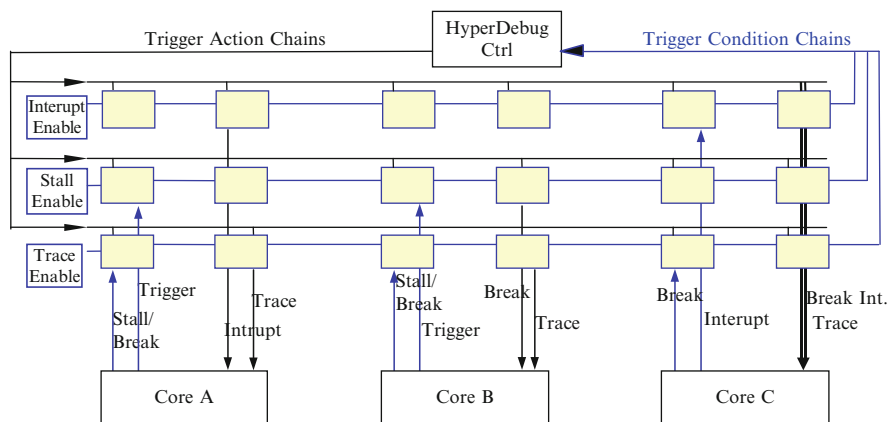 Trigger Action Chains
HyperDebug
Ctrl
Trigger Condition Chains
Interupt
Enable
Stall
Enable
Trace
Enable
Trigger
Stall/
Break
Trace
Intrupt
Stall/
Break
Trigger
Break
Trace
Break
Interupt
Break Int.
Trace
Core A
Core B
Core C